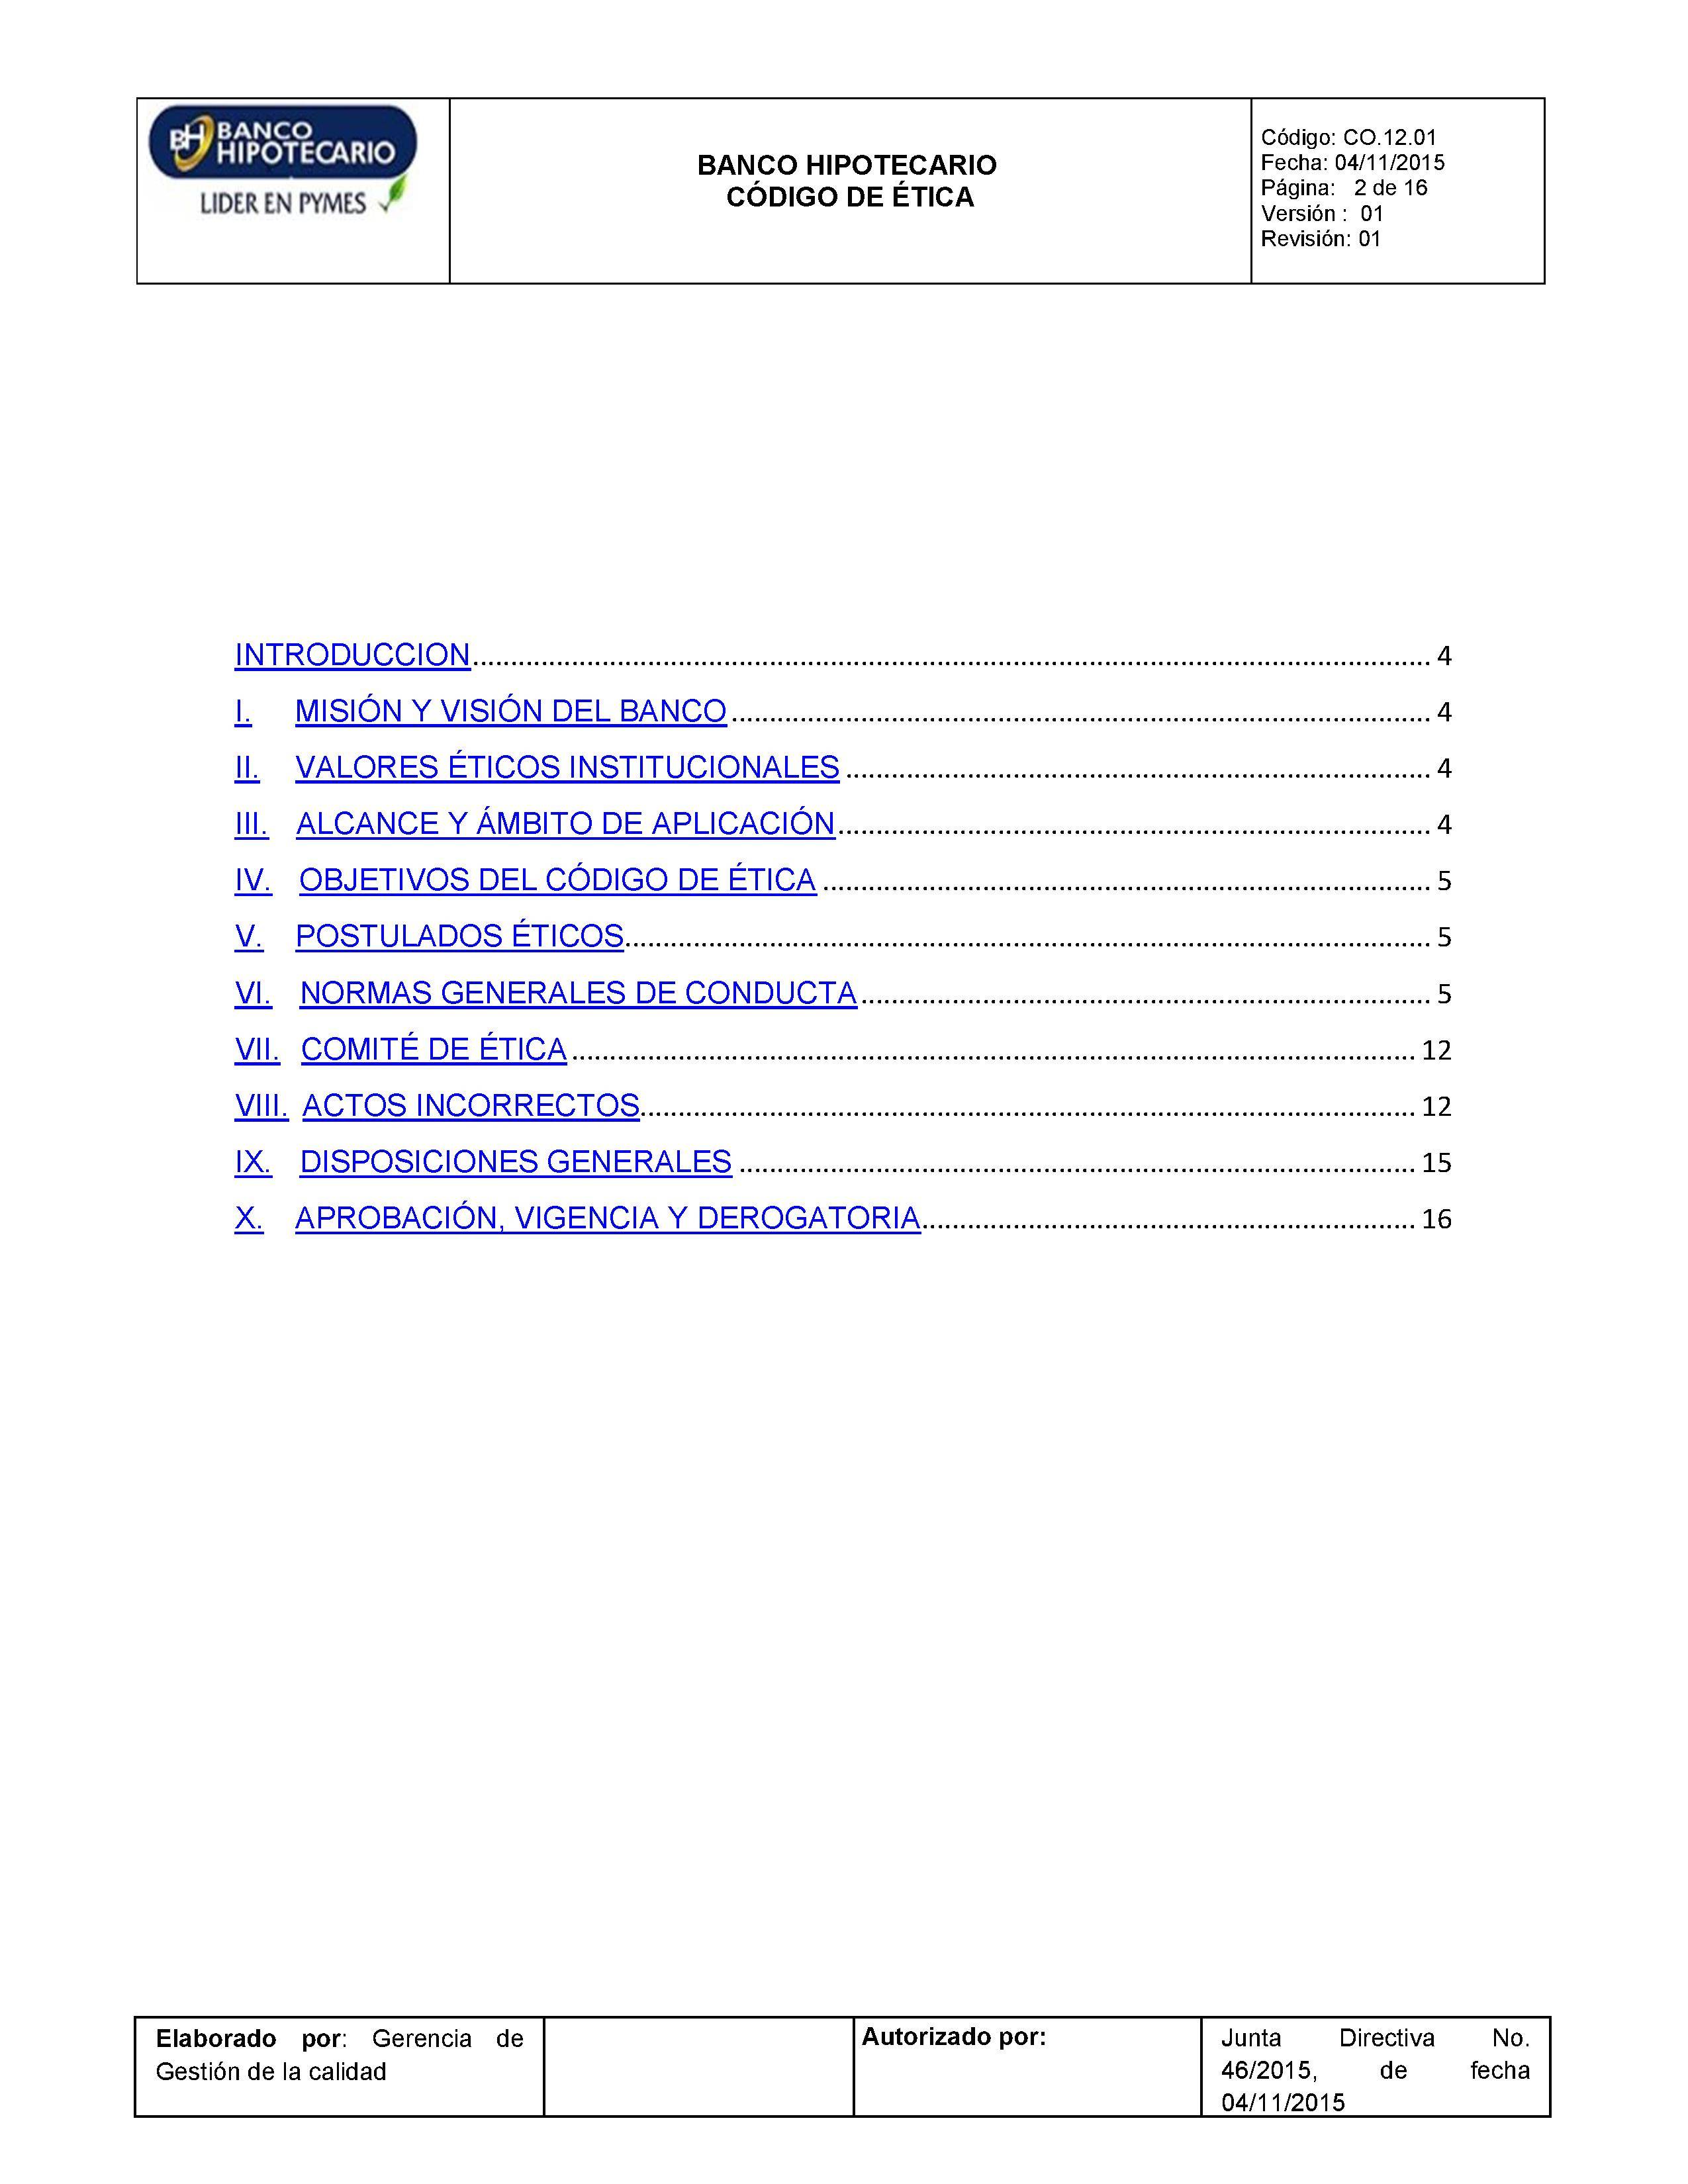 BANCO
HIPOTECARIO
LIDER EN PYMES
BANCO HIPOTECARIO
CÓDIGO DE ÉTICA
Código: CO.12.01
Fecha: 04/11/2015
Página: 2 de 16
Versión : 01
Revisión: 01
INTRODUCCION 4
I. MISIÓN Y VISIÓN DEL BANCO 4
II. VALORES ÉTICOS INSTITUCIONALES 4
III. ALCANCE Y ÁMBITO DE APLICACIÓN 4
IV. OBJETIVOS DEL CÓDIGO DE ÉTICA 5
V. POSTULADOS ÉTICOS 5
VI. NORMAS GENERALES DE CONDUCTA 5
VII. COMITÉ DE ÉTICA 12
VIII. ACTOS INCORRECTOS 12
IX. DISPOSICIONES GENERALES 15
X. APROBACIÓN, VIGENCIA Y DEROGATORIA 16
Elaborado por: Gerencia de
Gestión de la calidad
Autorizado por:
Junta Directiva No.
46/2015, de fecha
04/11/2015